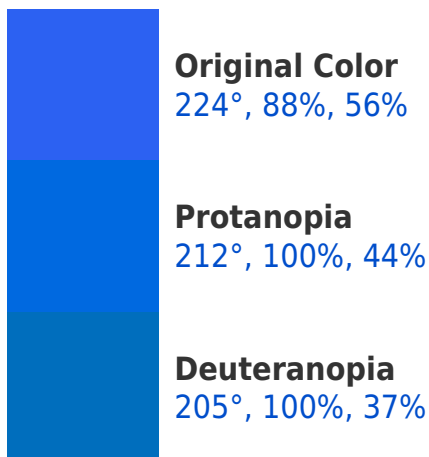 Original Color
224°, 88%, 56%
Protanopia
212°, 100%, 44%
Deuteranopia
205°, 100%, 37%